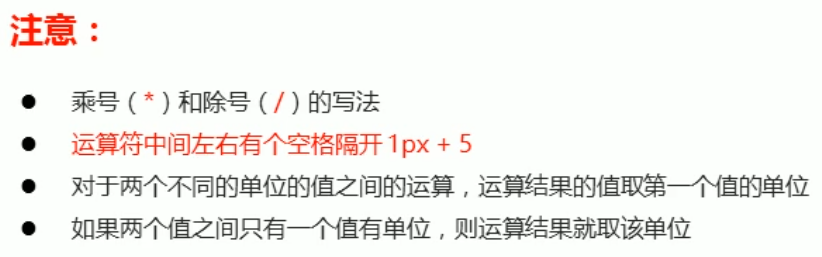 注意：
● 乘号（*）和除号（/）的写法
● 运算符中间左右有个空格隔开 1px + 5
● 对于两个不同的单位的值之间的运算，运算结果的值取第一个值的单位
● 如果两个值之间只有一个值有单位，则运算结果就取该单位